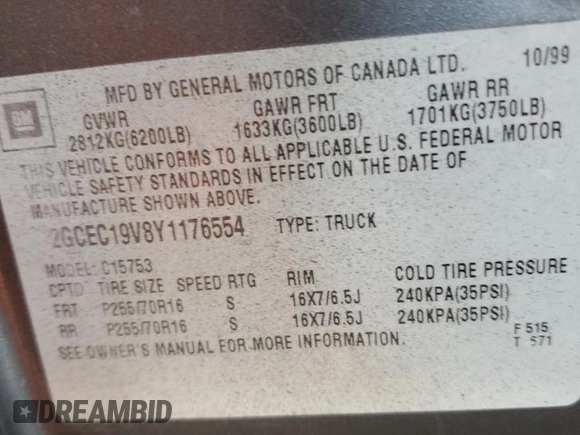 MFD BY GENERAL MOTORS OF CANADA LTD. 10/99
GM
GVWR GAWR FRT GAWR RR
2812KG(6200LB) 1633KG(3600LB) 1701KG(3750LB)
THIS VEHICLE CONFORMS TO ALL APPLICABLE U.S. FEDERAL MOTOR
VEHICLE SAFETY STANDARDS IN EFFECT ON THE DATE OF
MANUFACTURE SHOWN ABOVE.
2GCEC19V8Y1176554 TYPE: TRUCK
MODEL: C15753
CPTD TIRE SIZE SPEED RTG RIM COLD TIRE PRESSURE
FRT P255/70R16 S 16X7/6.5J 240KPA(35PSI)
RR P255/70R16 S 16X7/6.5J 240KPA(35PSI)
SEE OWNER'S MANUAL FOR MORE INFORMATION.
F 515
T 571
DREAMBID